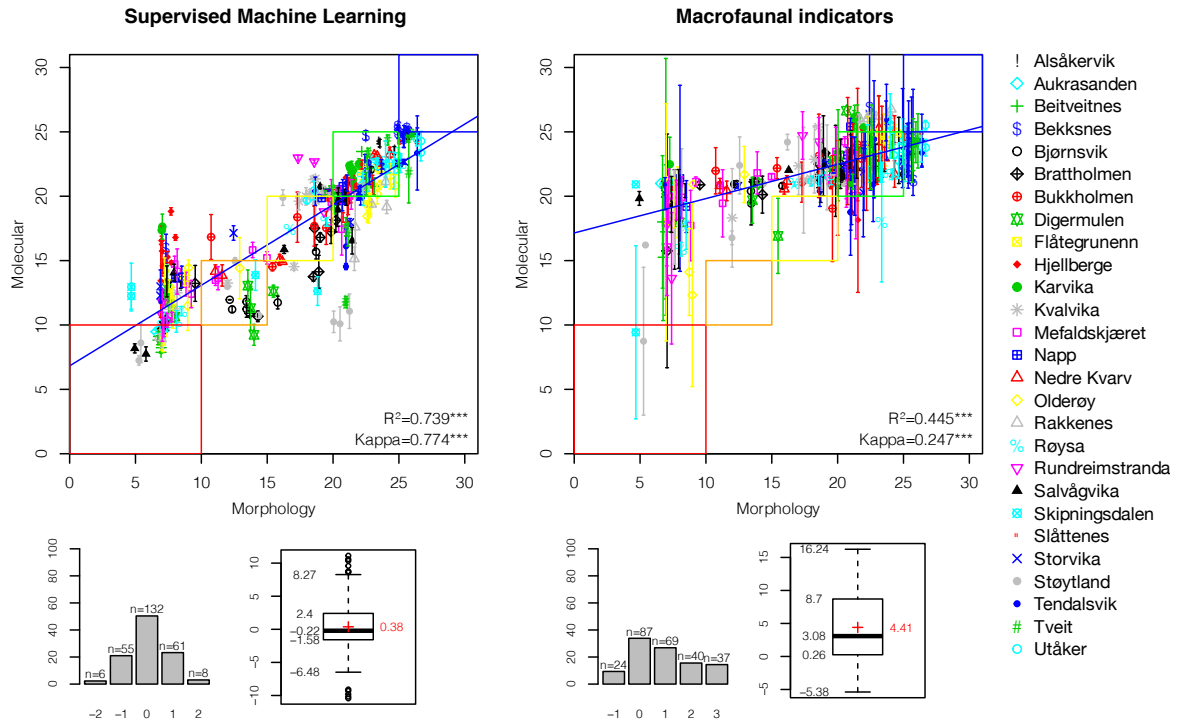 Supervised Machine Learning
Macrofaunal indicators
Molecular
30
25
20
15
10
5
0
R²=0.739***
Kappa=0.774***
0 5 10 15 20 25 30
Morphology
Molecular
30
25
20
15
10
5
0
R²=0.445***
Kappa=0.247***
0 5 10 15 20 25 30
Morphology
! Alsåkervik
Aukrasanden
Beitveitnes
$ Bekksnes
Bjørnsvik
Brattholmen
Bukkholmen
Digermulen
Flåtegrunenn
Hjellberge
Karvika
Kvalvika
Mefaldskjæret
Napp
Nedre Kvarv
Olderøy
Rakkenes
% Røysa
Rundreimstranda
Salvågvika
Skipningsdalen
Slåttenes
Storvika
Støytland
Tendalsvik
# Tveit
Utåker
100
80
60
40
20
0
n=6 n=55 n=132 n=61 n=8
−2 −1 0 1 2
10
5
0
−5
−10
8.27
2.4
−0.22
−1.58
−6.48
0.38
100
80
60
40
20
0
n=24 n=87 n=69 n=40 n=37
−1 0 1 2 3
15
10
5
0
−5
16.24
8.7
3.08
0.26
−5.38
4.41